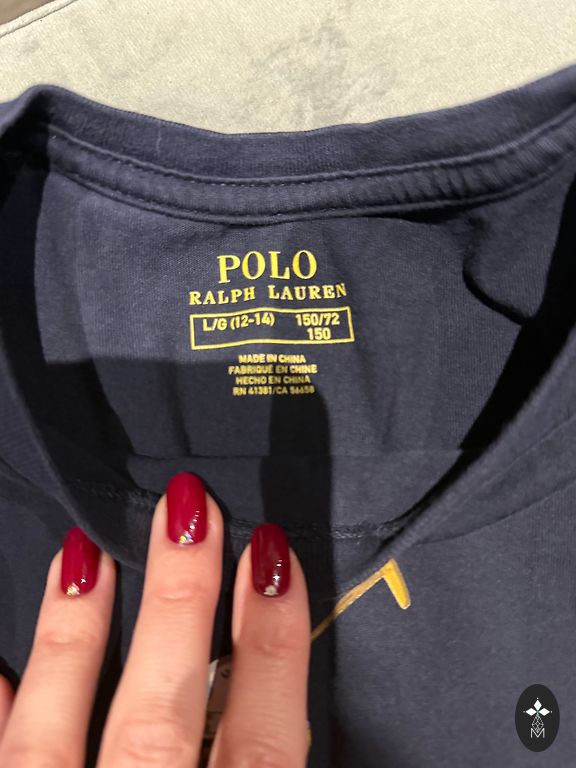 POLO
RALPH LAUREN
L/G (12-14) 150/72
150
MADE IN CHINA
FABRIQUÉ EN CHINE
HECHO EN CHINA
RN 41381/CA 56658
M